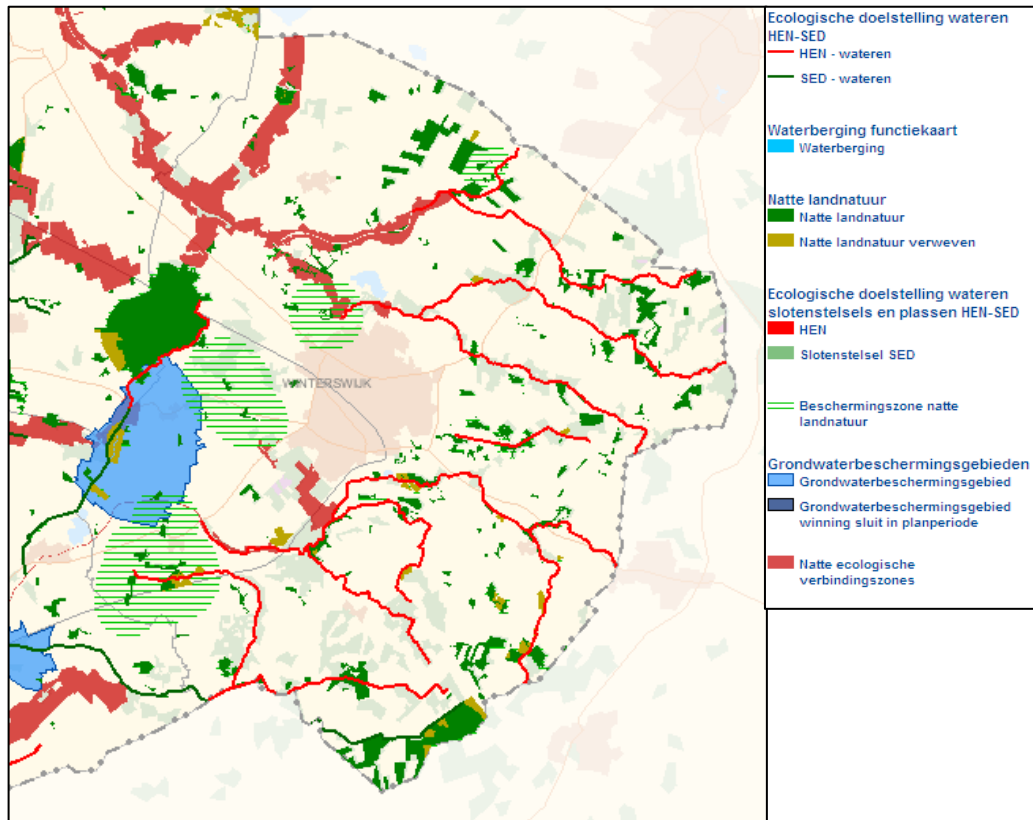 Ecologische doelstelling wateren
HEN-SED
HEN - wateren
SED - wateren
Waterberging functiekaart
Waterberging
Natte landnatuur
Natte landnatuur
Natte landnatuur verweven
Ecologische doelstelling wateren
slotenstelsels en plassen HEN-SED
HEN
Slotenstelsel SED
Beschermingszone natte
landnatuur
Grondwaterbeschermingsgebieden
Grondwaterbeschermingsgebied
Grondwaterbeschermingsgebied
winning sluit in planperiode
Natte ecologische
verbindingszones
WINTERSWIJK